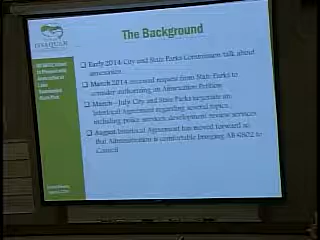 The Background
ISSAQUAH
Early 2014 City and State Parks Commission talk about
annexation
March 2014 received request from State Parks to
consider authorizing an Annexation Petition
March – July City and State Parks negotiate an
Interlocal Agreement regarding several topics,
including police services, development review services
August Interlocal Agreement has moved forward so
that Administration is comfortable bringing AB 6802 to
Council
State Park